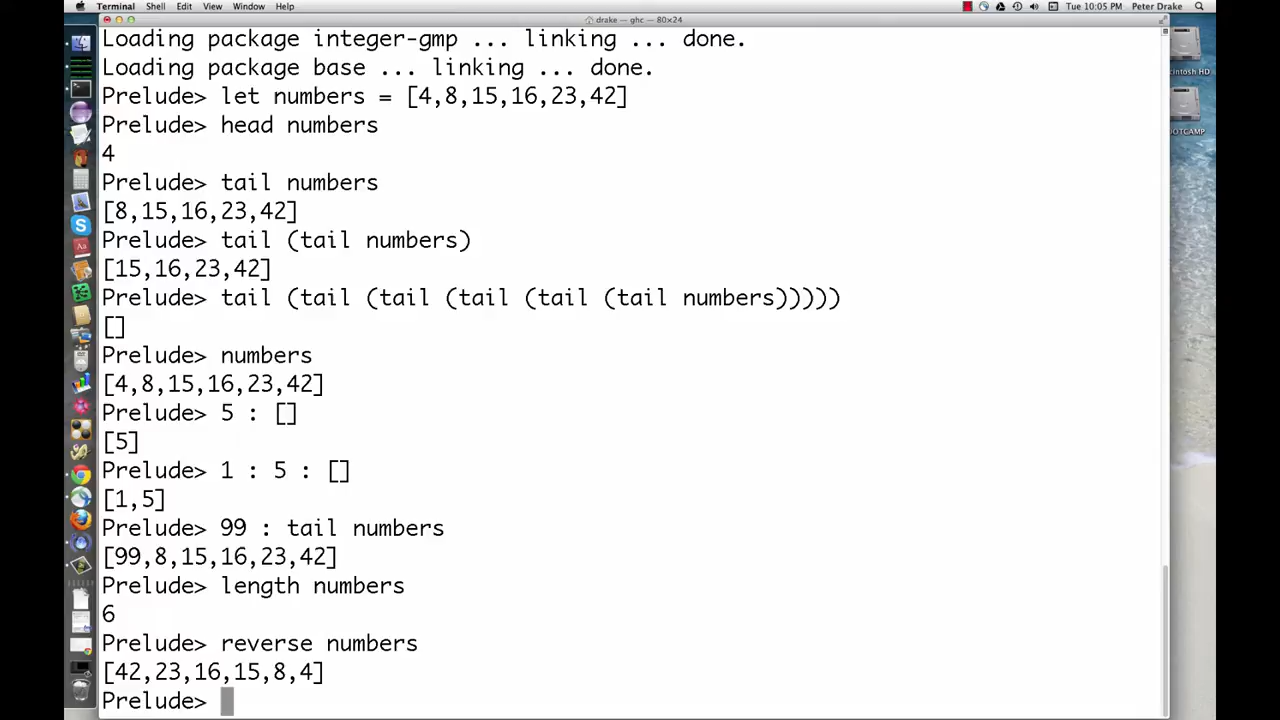 Terminal Shell Edit View Window Help Tue 10:05 PM Peter Drake
drake — ghc — 80×24
Loading package integer-gmp ... linking ... done.
Loading package base ... linking ... done.
Prelude> let numbers = [4,8,15,16,23,42]
Prelude> head numbers
4
Prelude> tail numbers
[8,15,16,23,42]
Prelude> tail (tail numbers)
[15,16,23,42]
Prelude> tail (tail (tail (tail (tail (tail numbers)))))
[]
Prelude> numbers
[4,8,15,16,23,42]
Prelude> 5 : []
[5]
Prelude> 1 : 5 : []
[1,5]
Prelude> 99 : tail numbers
[99,8,15,16,23,42]
Prelude> length numbers
6
Prelude> reverse numbers
[42,23,16,15,8,4]
Prelude>
cintosh HD
OOTCAMP